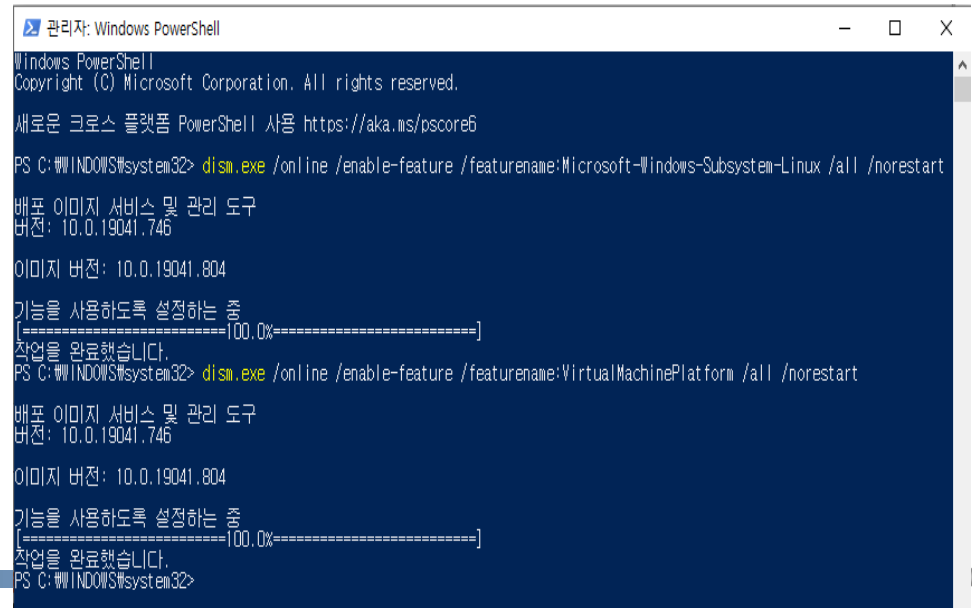 관리자: Windows PowerShell
Windows PowerShell
Copyright (C) Microsoft Corporation. All rights reserved.
새로운 크로스 플랫폼 PowerShell 사용 https://aka.ms/pscore6
PS C:₩WINDOWS₩system32> dism.exe /online /enable-feature /featurename:Microsoft-Windows-Subsystem-Linux /all /norestart
배포 이미지 서비스 및 관리 도구
버전: 10.0.19041.746
이미지 버전: 10.0.19041.804
기능을 사용하도록 설정하는 중
[==========================100.0%==========================]
작업을 완료했습니다.
PS C:₩WINDOWS₩system32> dism.exe /online /enable-feature /featurename:VirtualMachinePlatform /all /norestart
배포 이미지 서비스 및 관리 도구
버전: 10.0.19041.746
이미지 버전: 10.0.19041.804
기능을 사용하도록 설정하는 중
[==========================100.0%==========================]
작업을 완료했습니다.
PS C:₩WINDOWS₩system32>